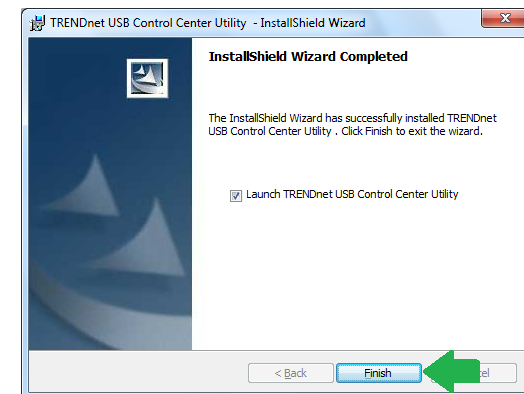 TRENDnet USB Control Center Utility - InstallShield Wizard
InstallShield Wizard Completed
The InstallShield Wizard has successfully installed TRENDnet
USB Control Center Utility . Click Finish to exit the wizard.
Launch TRENDnet USB Control Center Utility
< Back Finish